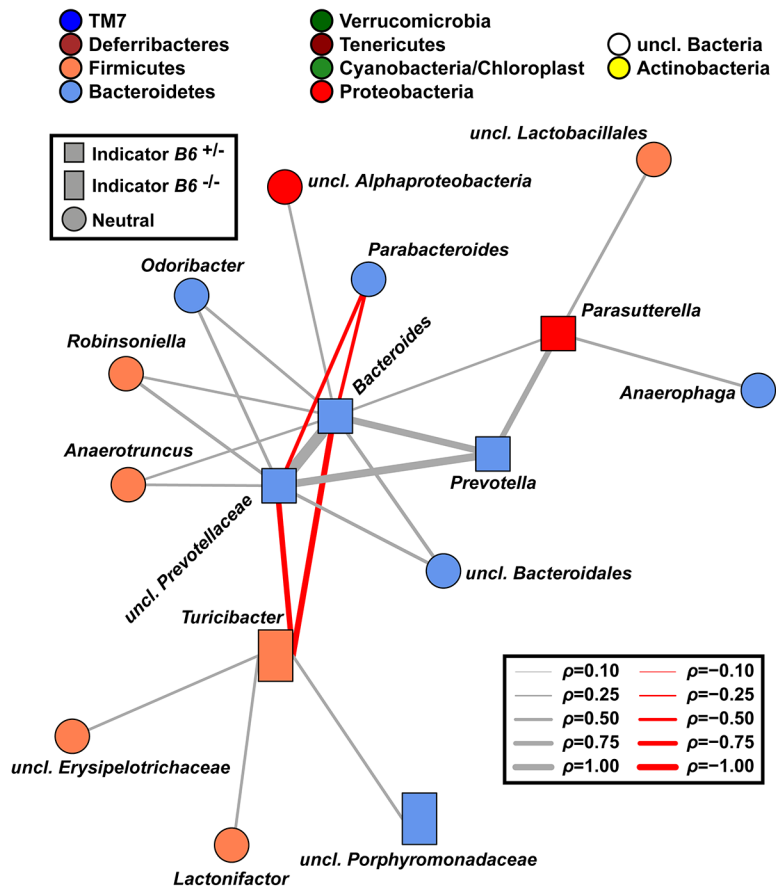 TM7
Deferribacteres
Firmicutes
Bacteroidetes
Verrucomicrobia
Tenericutes
Cyanobacteria/Chloroplast
Proteobacteria
uncl. Bacteria
Actinobacteria
Indicator B6 +/-
Indicator B6 -/-
Neutral
uncl. Lactobacillales
uncl. Alphaproteobacteria
Parabacteroides
Odoribacter
Parasutterella
Robinsoniella
Bacteroides
Anaerophaga
Anaerotruncus
Prevotella
uncl. Prevotellaceae
uncl. Bacteroidales
Turicibacter
uncl. Erysipelotrichaceae
Lactonifactor
uncl. Porphyromonadaceae
ρ=0.10 ρ=−0.10
ρ=0.25 ρ=−0.25
ρ=0.50 ρ=−0.50
ρ=0.75 ρ=−0.75
ρ=1.00 ρ=−1.00